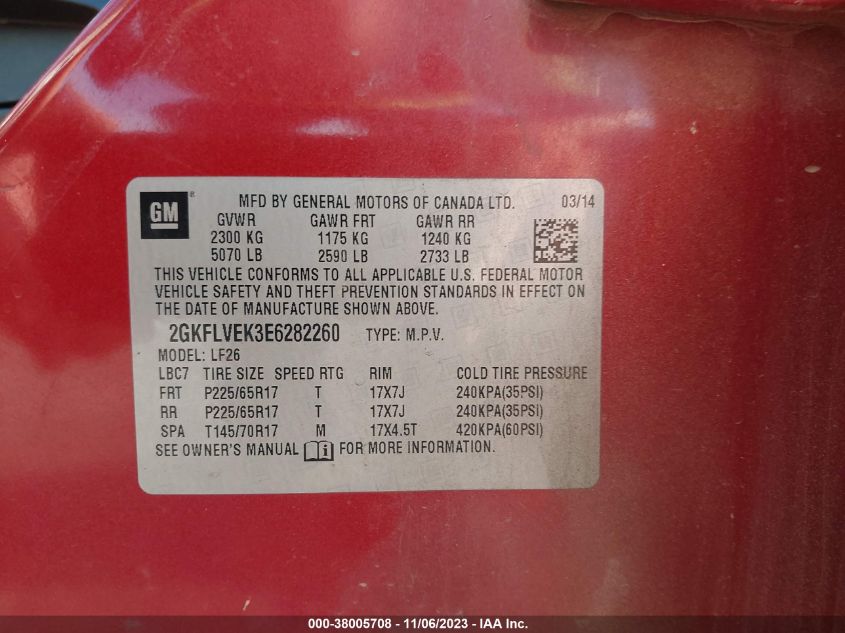 GM ®
MFD BY GENERAL MOTORS OF CANADA LTD. 03/14
GVWR GAWR FRT GAWR RR
2300 KG 1175 KG 1240 KG
5070 LB 2590 LB 2733 LB
THIS VEHICLE CONFORMS TO ALL APPLICABLE U.S. FEDERAL MOTOR
VEHICLE SAFETY AND THEFT PREVENTION STANDARDS IN EFFECT ON
THE DATE OF MANUFACTURE SHOWN ABOVE.
2GKFLVEK3E6282260 TYPE: M.P.V.
MODEL: LF26
LBC7 TIRE SIZE SPEED RTG RIM COLD TIRE PRESSURE
FRT P225/65R17 T 17X7J 240KPA(35PSI)
RR P225/65R17 T 17X7J 240KPA(35PSI)
SPA T145/70R17 M 17X4.5T 420KPA(60PSI)
SEE OWNER'S MANUAL FOR MORE INFORMATION.
000-38005708 - 11/06/2023 - IAA Inc.